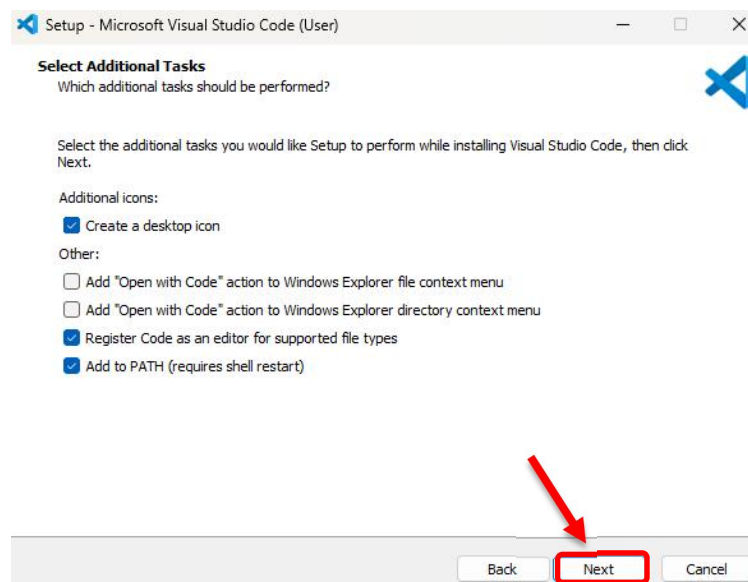 Setup - Microsoft Visual Studio Code (User)
Select Additional Tasks
Which additional tasks should be performed?
Select the additional tasks you would like Setup to perform while installing Visual Studio Code, then click
Next.
Additional icons:
Create a desktop icon
Other:
Add "Open with Code" action to Windows Explorer file context menu
Add "Open with Code" action to Windows Explorer directory context menu
Register Code as an editor for supported file types
Add to PATH (requires shell restart)
Back Next Cancel